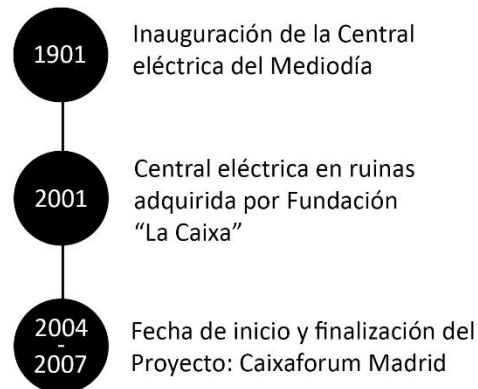 1901
Inauguración de la Central
eléctrica del Mediodía
2001
Central eléctrica en ruinas
adquirida por Fundación
“La Caixa”
2004
-
2007
Fecha de inicio y finalización del
Proyecto: Caixaforum Madrid